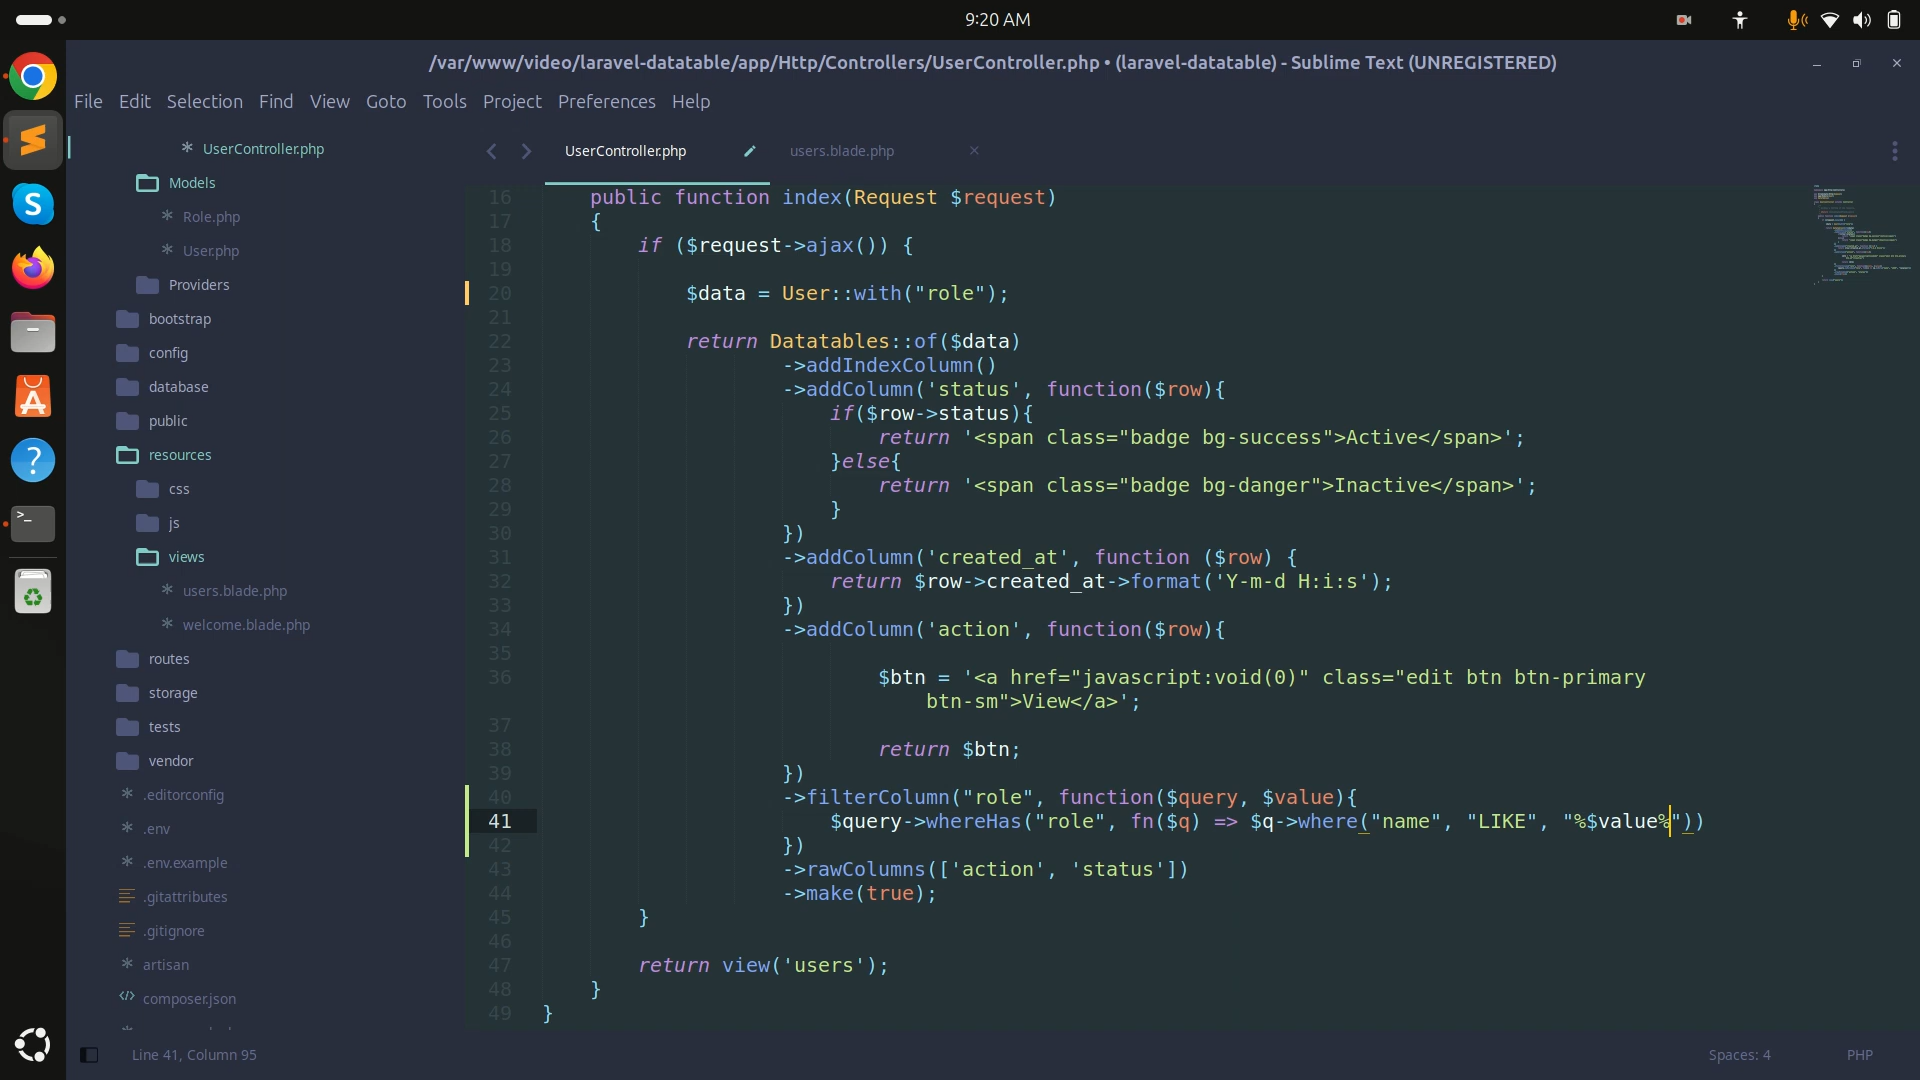 9:20 AM
/var/www/video/laravel-datatable/app/Http/Controllers/UserController.php • (laravel-datatable) - Sublime Text (UNREGISTERED)
File Edit Selection Find View Goto Tools Project Preferences Help
UserController.php
Models
Role.php
User.php
Providers
bootstrap
config
database
public
resources
css
js
views
users.blade.php
welcome.blade.php
routes
storage
tests
vendor
.editorconfig
.env
.env.example
.gitattributes
.gitignore
artisan
composer.json
UserController.php users.blade.php
16 public function index(Request $request)
17 {
18 if ($request->ajax()) {
19
20 $data = User::with("role");
21
22 return Datatables::of($data)
23 ->addIndexColumn()
24 ->addColumn('status', function($row){
25 if($row->status){
26 return '<span class="badge bg-success">Active</span>';
27 }else{
28 return '<span class="badge bg-danger">Inactive</span>';
29 }
30 })
31 ->addColumn('created_at', function ($row) {
32 return $row->created_at->format('Y-m-d H:i:s');
33 })
34 ->addColumn('action', function($row){
35
36 $btn = '<a href="javascript:void(0)" class="edit btn btn-primary
btn-sm">View</a>';
37
38 return $btn;
39 })
40 ->filterColumn("role", function($query, $value){
41 $query->whereHas("role", fn($q) => $q->where("name", "LIKE", "%$value%"))
42 })
43 ->rawColumns(['action', 'status'])
44 ->make(true);
45 }
46
47 return view('users');
48 }
49 }
Line 41, Column 95
Spaces: 4
PHP